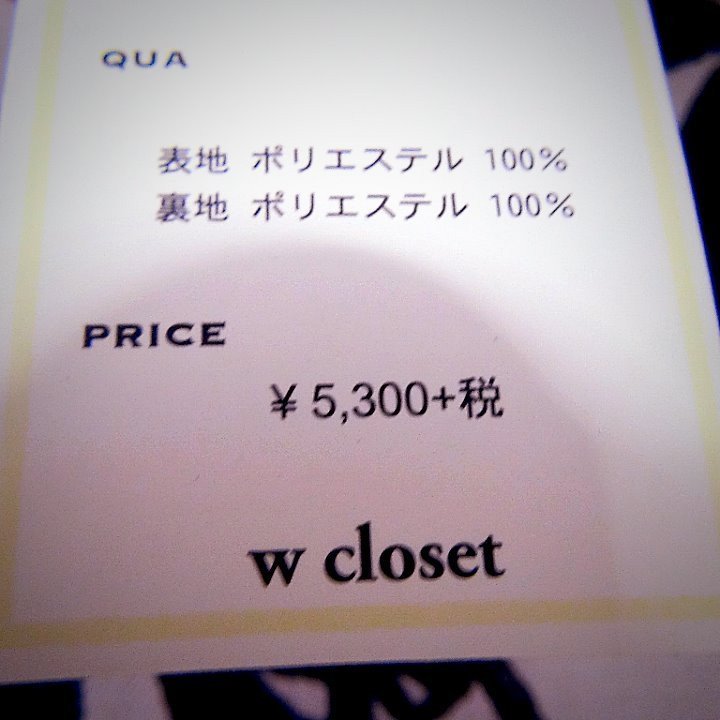 QUA
表地 ポリエステル 100%
裏地 ポリエステル 100%
PRICE
¥ 5,300+税
w closet